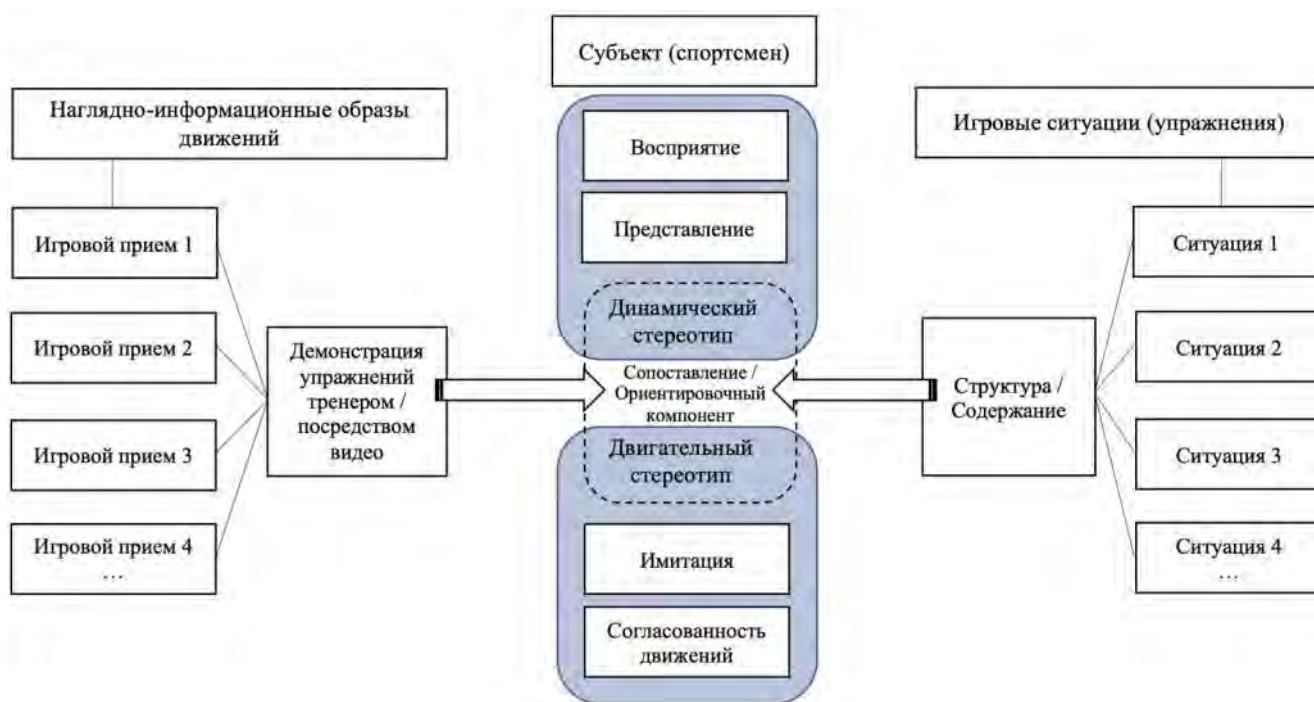 Субъект (спортсмен)
Наглядно-информационные образы
движений
Игровой прием 1
Игровой прием 2
Игровой прием 3
Игровой прием 4
…
Демонстрация
упражнений
тренером /
посредством
видео
Восприятие
Представление
Динамический
стереотип
Сопоставление /
Ориентировочный
компонент
Двигательный
стереотип
Имитация
Согласованность
движений
Игровые ситуации (упражнения)
Структура /
Содержание
Ситуация 1
Ситуация 2
Ситуация 3
Ситуация 4
…